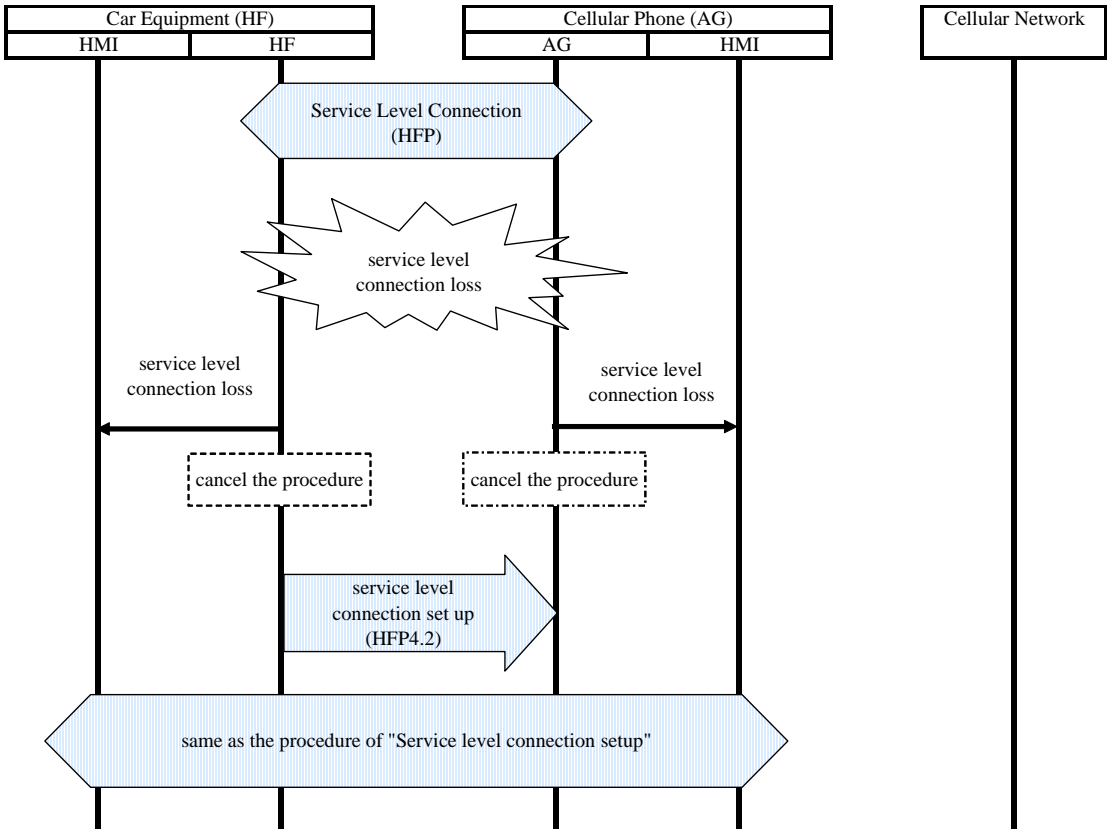 Car Equipment (HF)
Cellular Phone (AG)
Cellular Network
HMI
HF
AG
HMI
Service Level Connection
(HFP)
service level
connection loss
service level
connection loss
service level
connection loss
cancel the procedure
cancel the procedure
service level
connection set up
(HFP4.2)
same as the procedure of "Service level connection setup"